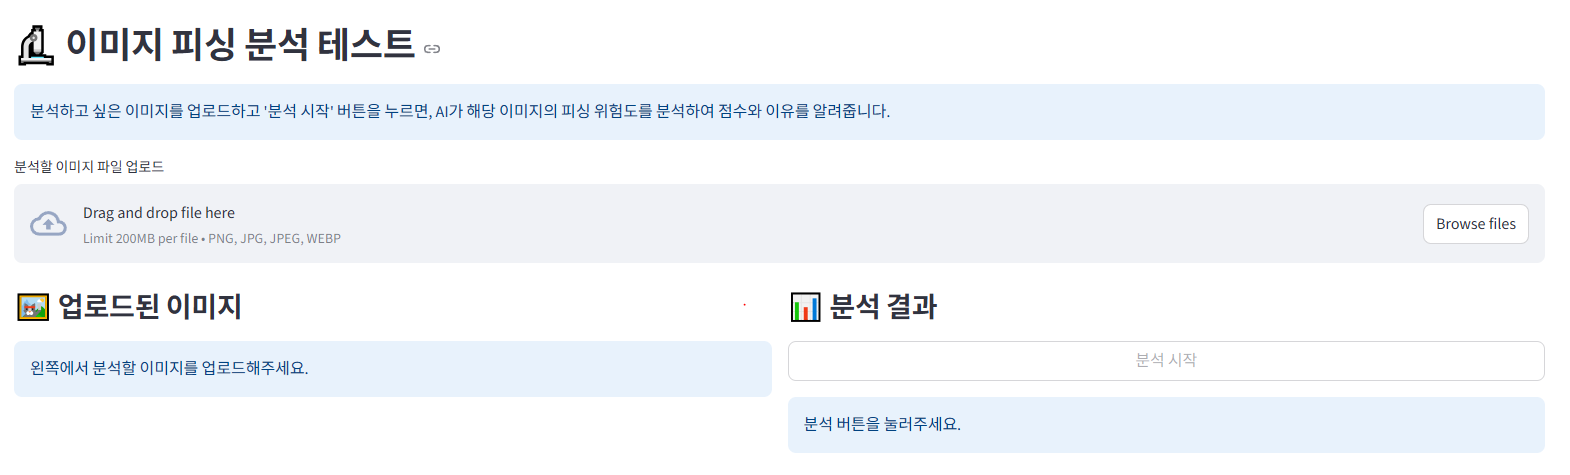 이미지 피싱 분석 테스트
분석하고 싶은 이미지를 업로드하고 '분석 시작' 버튼을 누르면, AI가 해당 이미지의 피싱 위험도를 분석하여 점수와 이유를 알려줍니다.
분석할 이미지 파일 업로드
Drag and drop file here
Limit 200MB per file • PNG, JPG, JPEG, WEBP
Browse files
업로드된 이미지
왼쪽에서 분석할 이미지를 업로드해주세요.
분석 결과
분석 시작
분석 버튼을 눌러주세요.